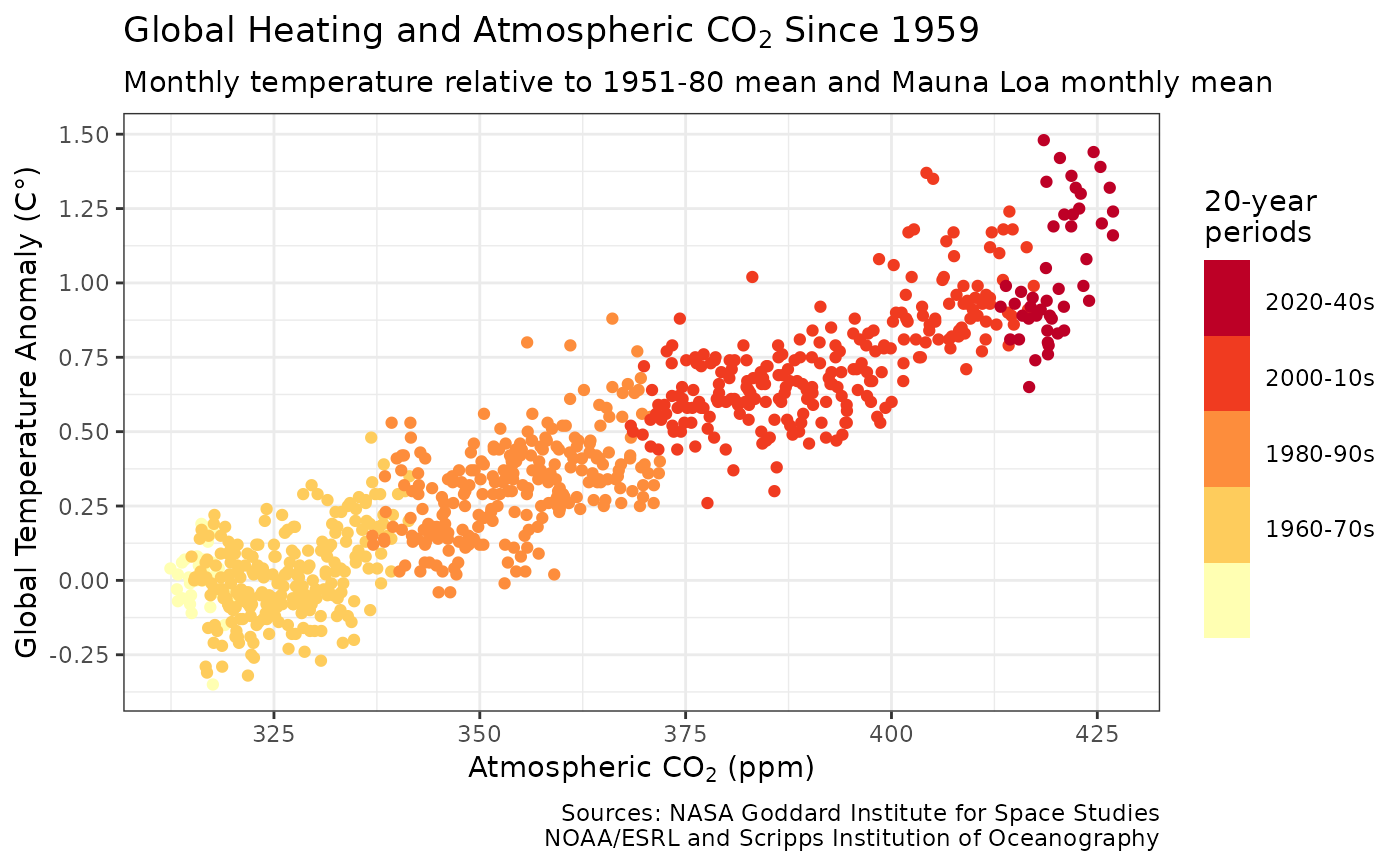 Global Heating and Atmospheric CO₂ Since 1959
Monthly temperature relative to 1951-80 mean and Mauna Loa monthly mean
Global Temperature Anomaly (C°)
1.50
1.25
1.00
0.75
0.50
0.25
0.00
-0.25
325
350
375
400
425
Atmospheric CO₂ (ppm)
20-year
periods
2020-40s
2000-10s
1980-90s
1960-70s
Sources: NASA Goddard Institute for Space Studies
NOAA/ESRL and Scripps Institution of Oceanography